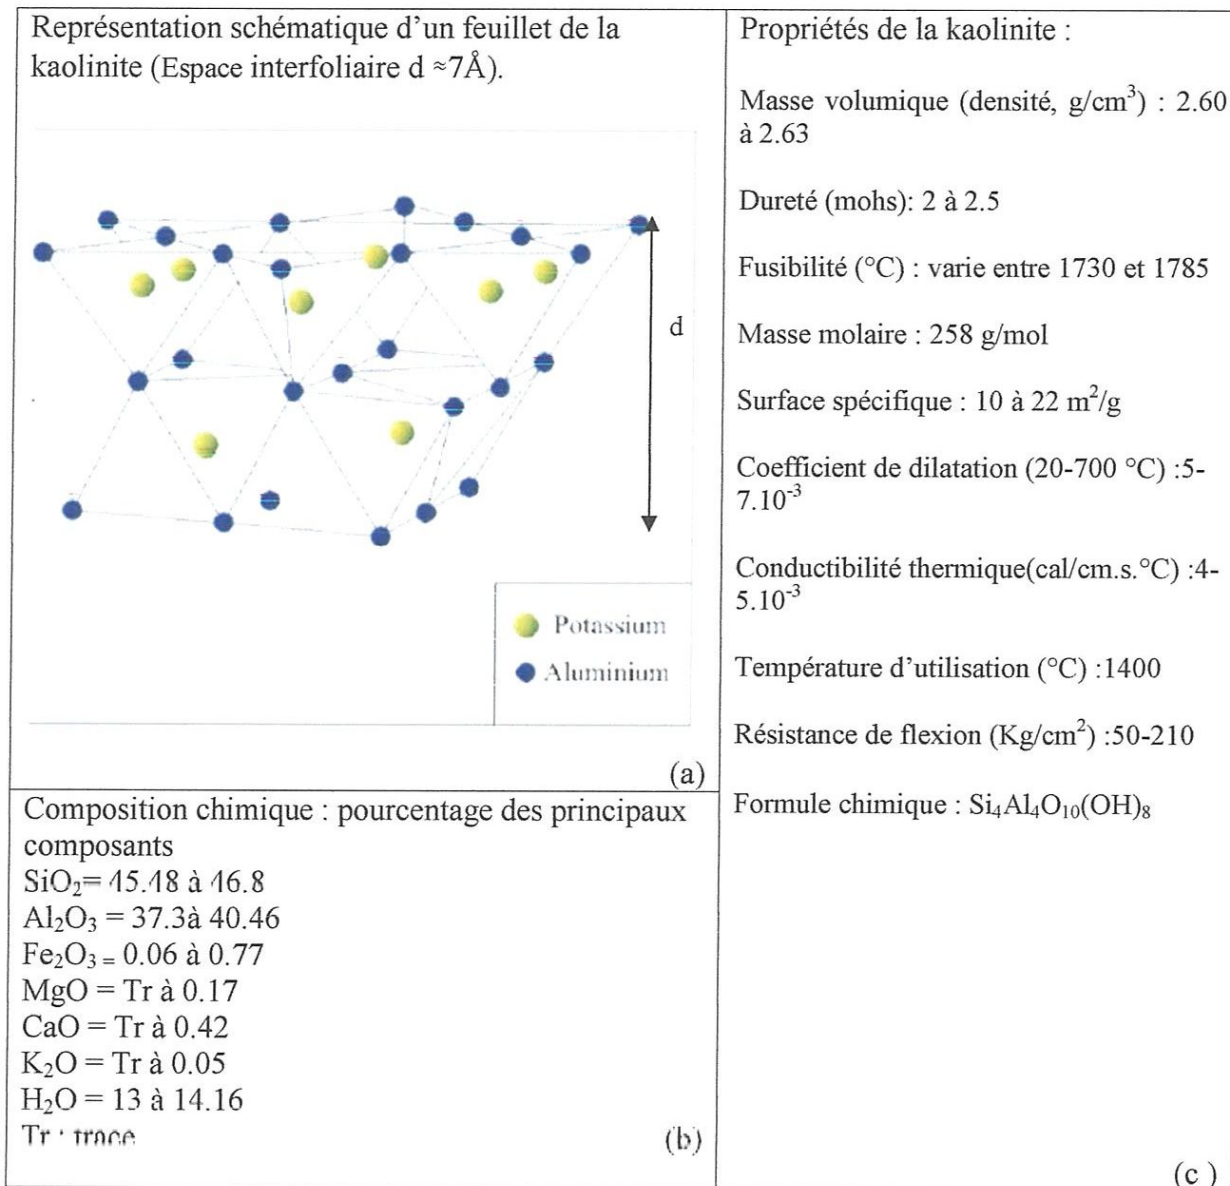 Représentation schématique d'un feuillet de la
kaolinite (Espace interfoliaire d ≈7Å).
d
Potassium
Aluminium
(a)
Composition chimique : pourcentage des principaux
composants
SiO₂= 45.48 à 46.8
Al₂O₃ = 37.3à 40.46
Fe₂O₃ = 0.06 à 0.77
MgO = Tr à 0.17
CaO = Tr à 0.42
K₂O = Tr à 0.05
H₂O = 13 à 14.16
Tr : trace
(b)
Propriétés de la kaolinite :
Masse volumique (densité, g/cm³) : 2.60
à 2.63
Dureté (mohs): 2 à 2.5
Fusibilité (°C) : varie entre 1730 et 1785
Masse molaire : 258 g/mol
Surface spécifique : 10 à 22 m²/g
Coefficient de dilatation (20-700 °C) :5-
7.10⁻³
Conductibilité thermique(cal/cm.s.°C) :4-
5.10⁻³
Température d'utilisation (°C) :1400
Résistance de flexion (Kg/cm²) :50-210
Formule chimique : Si₄Al₄O₁₀(OH)₈
(c )